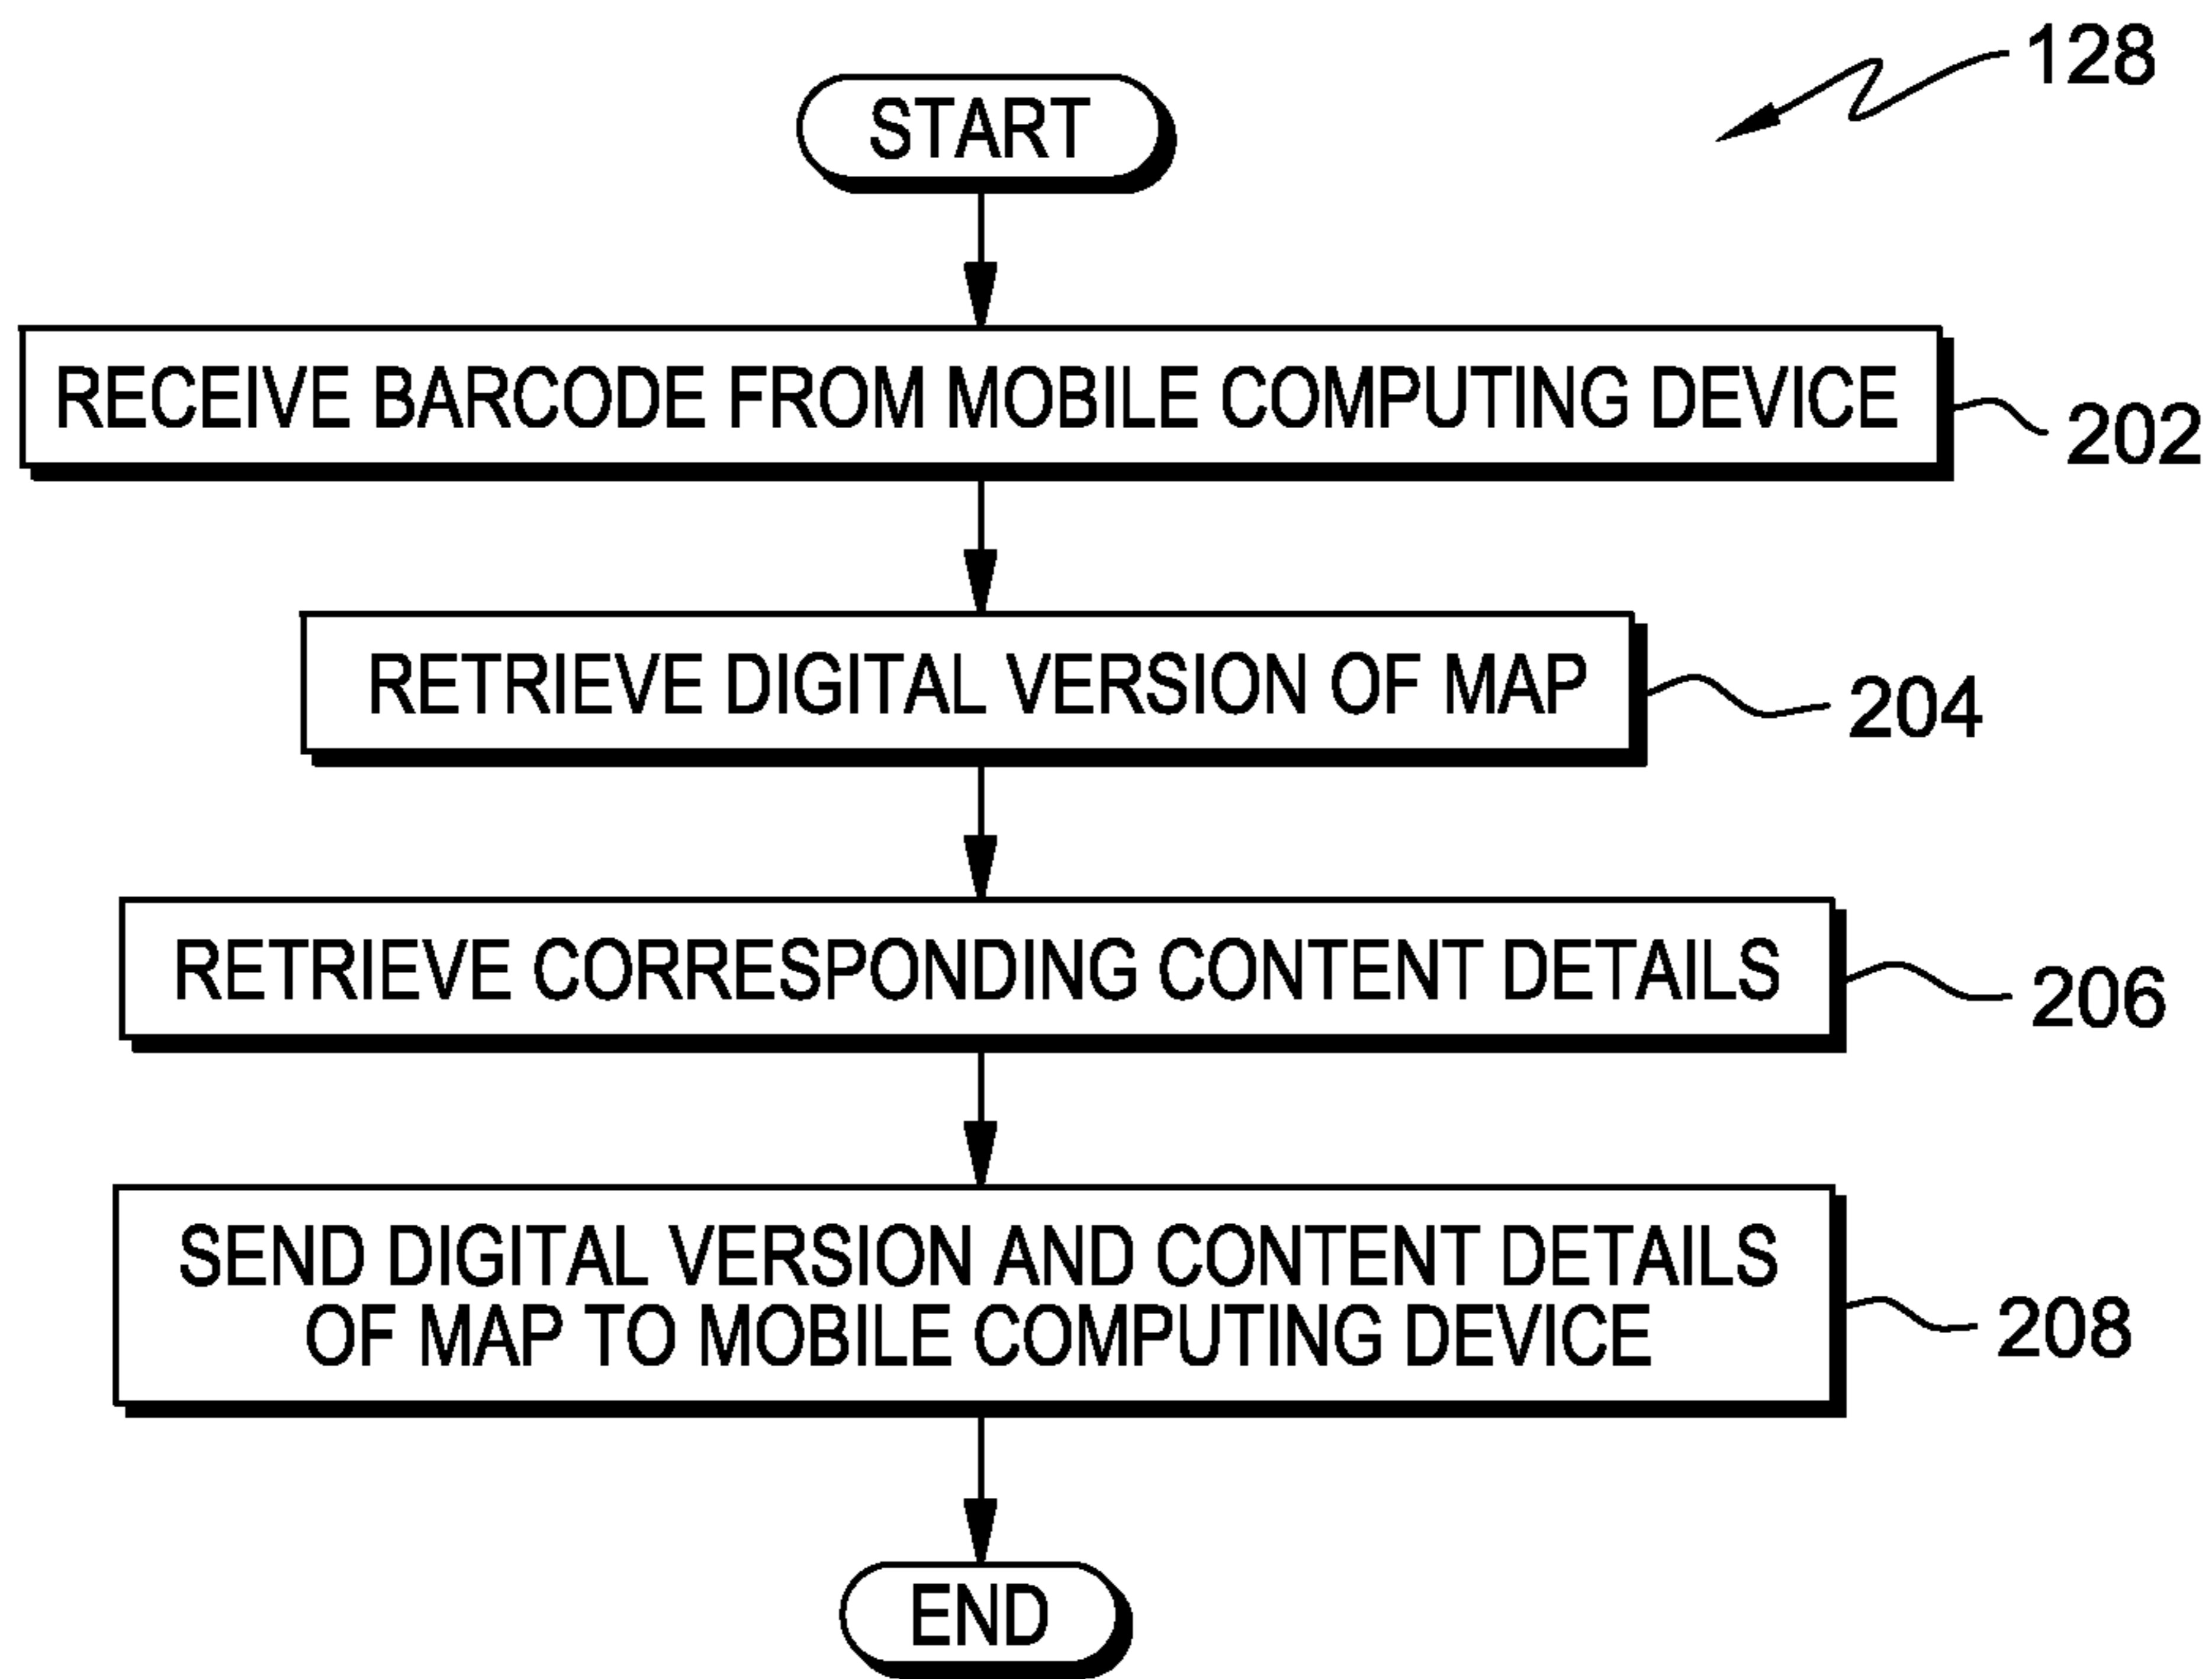 128
START
RECEIVE BARCODE FROM MOBILE COMPUTING DEVICE
202
RETRIEVE DIGITAL VERSION OF MAP
204
RETRIEVE CORRESPONDING CONTENT DETAILS
206
SEND DIGITAL VERSION AND CONTENT DETAILS
OF MAP TO MOBILE COMPUTING DEVICE
208
END